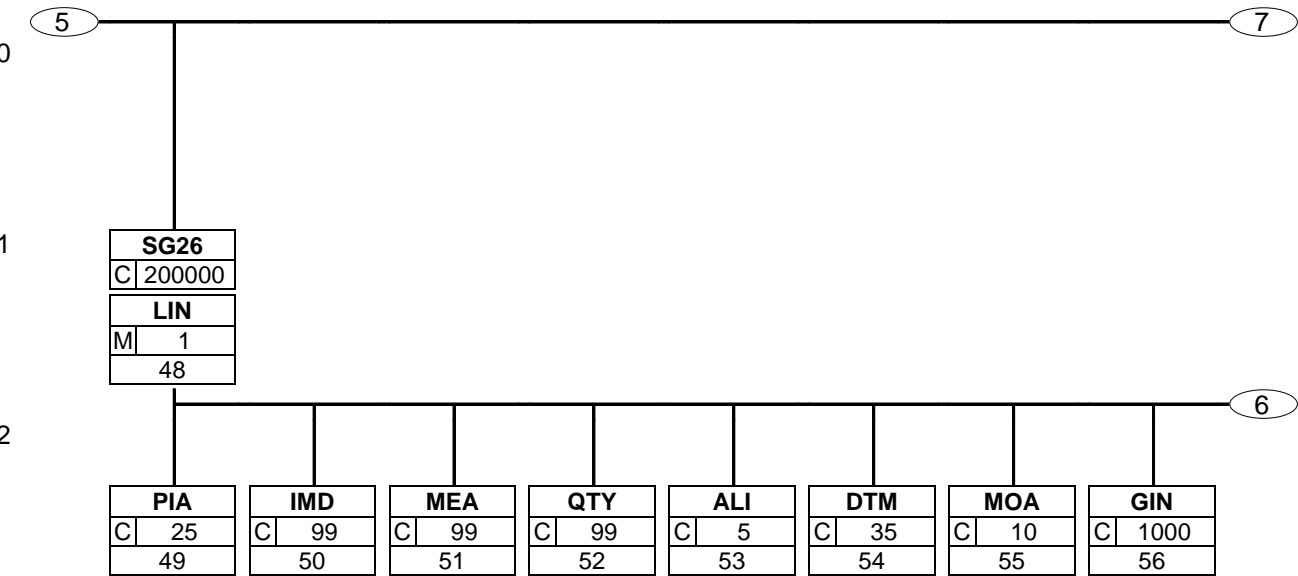 5 7
0
1
SG26
C 200000
LIN
M 1
48
6
2
PIA IMD MEA QTY ALI DTM MOA GIN
C 25 C 99 C 99 C 99 C 5 C 35 C 10 C 1000
49 50 51 52 53 54 55 56